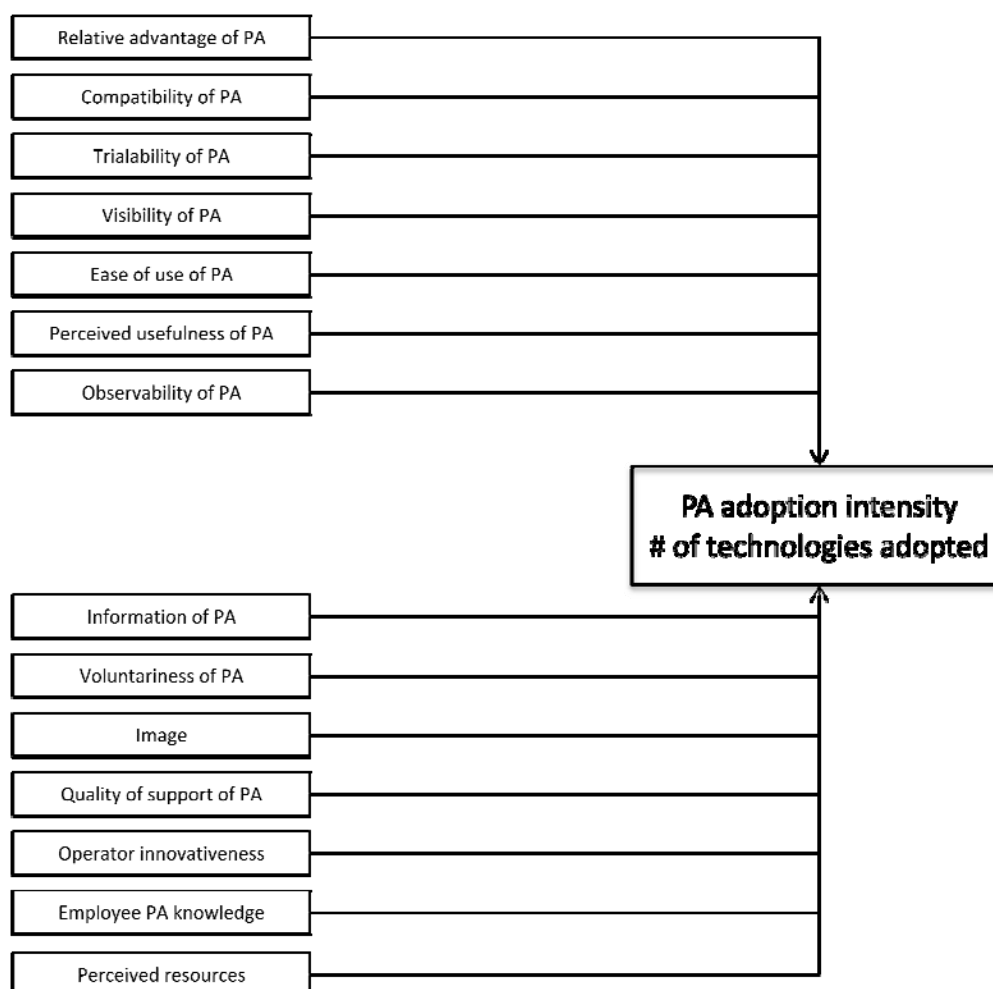 Relative advantage of PA
Compatibility of PA
Trialability of PA
Visibility of PA
Ease of use of PA
Perceived usefulness of PA
Observability of PA
PA adoption intensity
# of technologies adopted
Information of PA
Voluntariness of PA
Image
Quality of support of PA
Operator innovativeness
Employee PA knowledge
Perceived resources